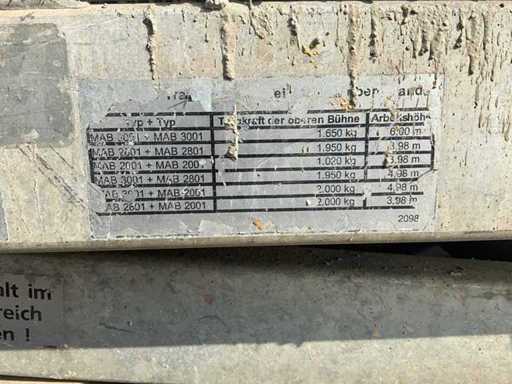 Typ + Typ Tragkraft der oberen Bühne Arbeitshöhe
MAB 3001 + MAB 3001 1.650 kg 6.00 m
MAB 2801 + MAB 2801 1.950 kg 3.98 m
MAB 2001 + MAB 2001 1.020 kg 3.98 m
MAB 3001 + MAB 2801 1.950 kg 4.98 m
MAB 3001 + MAB 2001 2.000 kg 4.98 m
MAB 2801 + MAB 2001 2.000 kg 3.98 m
2098
alt im
reich
en !